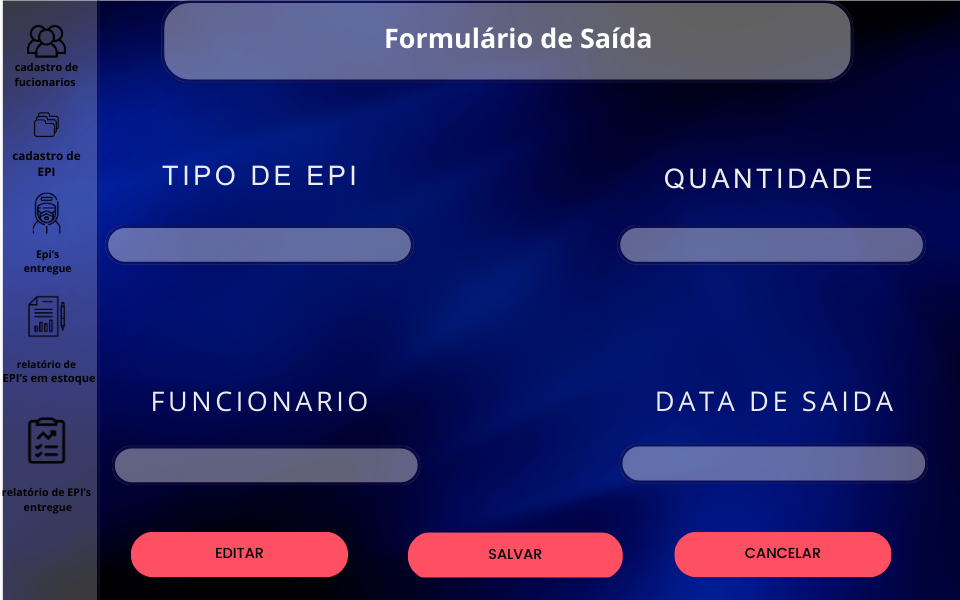 cadastro de
fucionarios
cadastro de
EPI
Epi's
entregue
relatório de
EPI's em estoque
relatório de EPI's
entregue
Formulário de Saída
TIPO DE EPI
QUANTIDADE
FUNCIONARIO
DATA DE SAIDA
EDITAR
SALVAR
CANCELAR